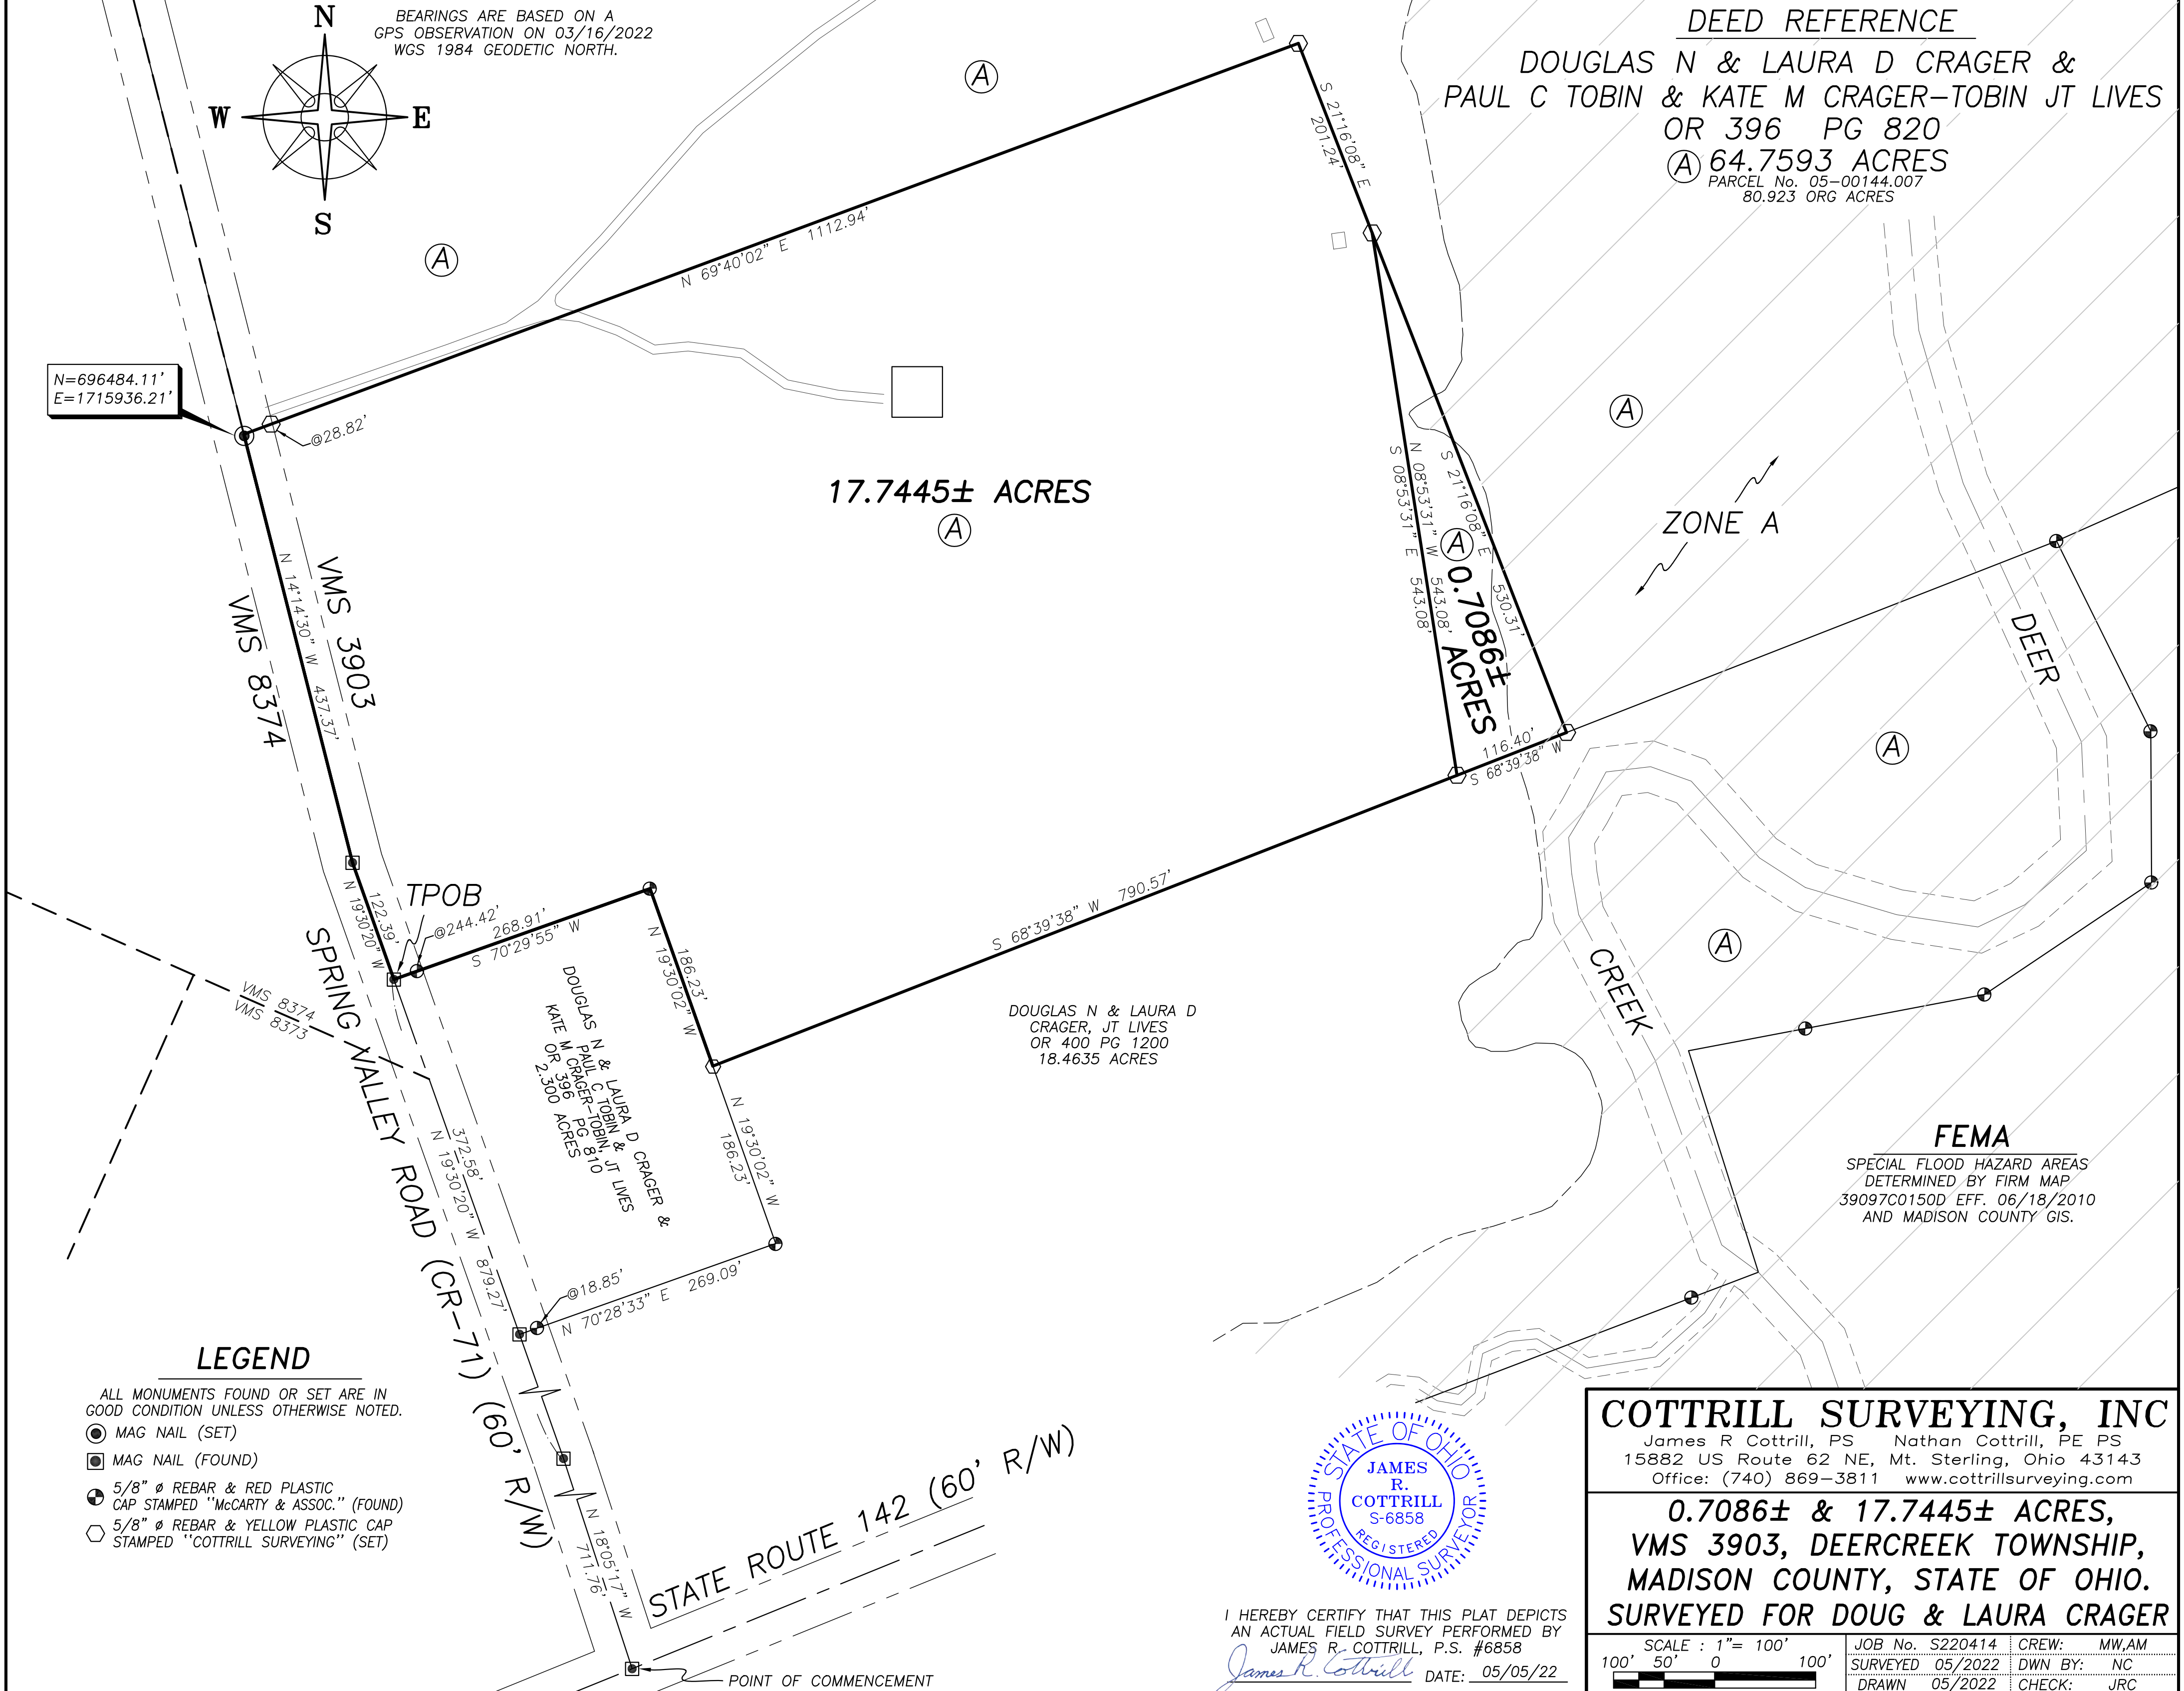 BEARINGS ARE BASED ON A
GPS OBSERVATION ON 03/16/2022
WGS 1984 GEODETIC NORTH.
N
W
E
S
DEED REFERENCE
DOUGLAS N & LAURA D CRAGER &
PAUL C TOBIN & KATE M CRAGER-TOBIN JT LIVES
OR 396 PG 820
A 64.7593 ACRES
PARCEL No. 05-00144.007
80.923 ORG ACRES
A
A
S 21°16'08" E
201.24'
N 69°40'02" E 1112.94'
N=696484.11'
E=1715936.21'
@28.82'
17.7445± ACRES
A
A
ZONE A
N 08°53'31" W 543.08'
S 08°53'31" E 543.08'
S 21°16'08" E 530.31'
A
0.7086±
ACRES
116.40'
S 68°39'38" W
N 14°14'30" W 437.37'
VMS 3903
VMS 8374
DEER
A
A
CREEK
TPOB
122.39'
N 19°30'20" W
@244.42'
268.91'
S 70°29'55" W
186.23'
N 19°30'02" W
S 68°39'38" W 790.57'
DOUGLAS N & LAURA D CRAGER &
PAUL C TOBIN &
KATE M CRAGER-TOBIN, JT LIVES
OR 396 PG 810
2.300 ACRES
DOUGLAS N & LAURA D
CRAGER, JT LIVES
OR 400 PG 1200
18.4635 ACRES
N 19°30'02" W
186.23'
VMS 8374
VMS 8373
SPRING VALLEY ROAD (CR-71) (60' R/W)
372.58'
N 19°30'20" W 879.27'
@18.85'
N 70°28'33" E 269.09'
FEMA
SPECIAL FLOOD HAZARD AREAS
DETERMINED BY FIRM MAP
39097C0150D EFF. 06/18/2010
AND MADISON COUNTY GIS.
LEGEND
ALL MONUMENTS FOUND OR SET ARE IN
GOOD CONDITION UNLESS OTHERWISE NOTED.
MAG NAIL (SET)
MAG NAIL (FOUND)
5/8" ø REBAR & RED PLASTIC
CAP STAMPED "McCARTY & ASSOC." (FOUND)
5/8" ø REBAR & YELLOW PLASTIC CAP
STAMPED "COTTRILL SURVEYING" (SET)
N 18°05'17" W
711.76'
STATE ROUTE 142 (60' R/W)
POINT OF COMMENCEMENT
STATE OF OHIO
JAMES
R.
COTTRILL
S-6858
REGISTERED
PROFESSIONAL SURVEYOR
I HEREBY CERTIFY THAT THIS PLAT DEPICTS
AN ACTUAL FIELD SURVEY PERFORMED BY
JAMES R. COTTRILL, P.S. #6858
James R. Cottrill DATE: 05/05/22
COTTRILL SURVEYING, INC
James R Cottrill, PS Nathan Cottrill, PE PS
15882 US Route 62 NE, Mt. Sterling, Ohio 43143
Office: (740) 869-3811 www.cottrillsurveying.com
0.7086± & 17.7445± ACRES,
VMS 3903, DEERCREEK TOWNSHIP,
MADISON COUNTY, STATE OF OHIO.
SURVEYED FOR DOUG & LAURA CRAGER
SCALE : 1"= 100'
100' 50' 0 100'
JOB No. S220414 CREW: MW,AM
SURVEYED 05/2022 DWN BY: NC
DRAWN 05/2022 CHECK: JRC